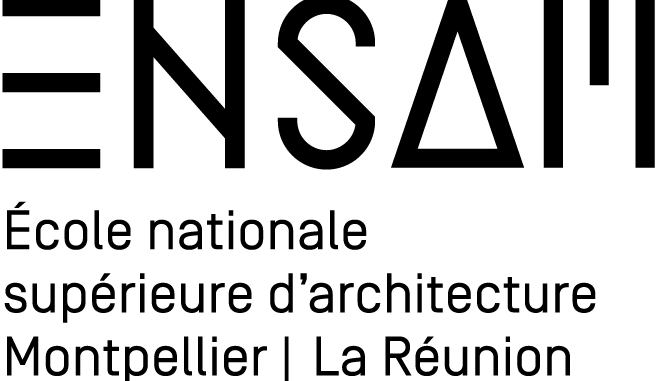 ENSAM
École nationale
supérieure d’architecture
Montpellier | La Réunion